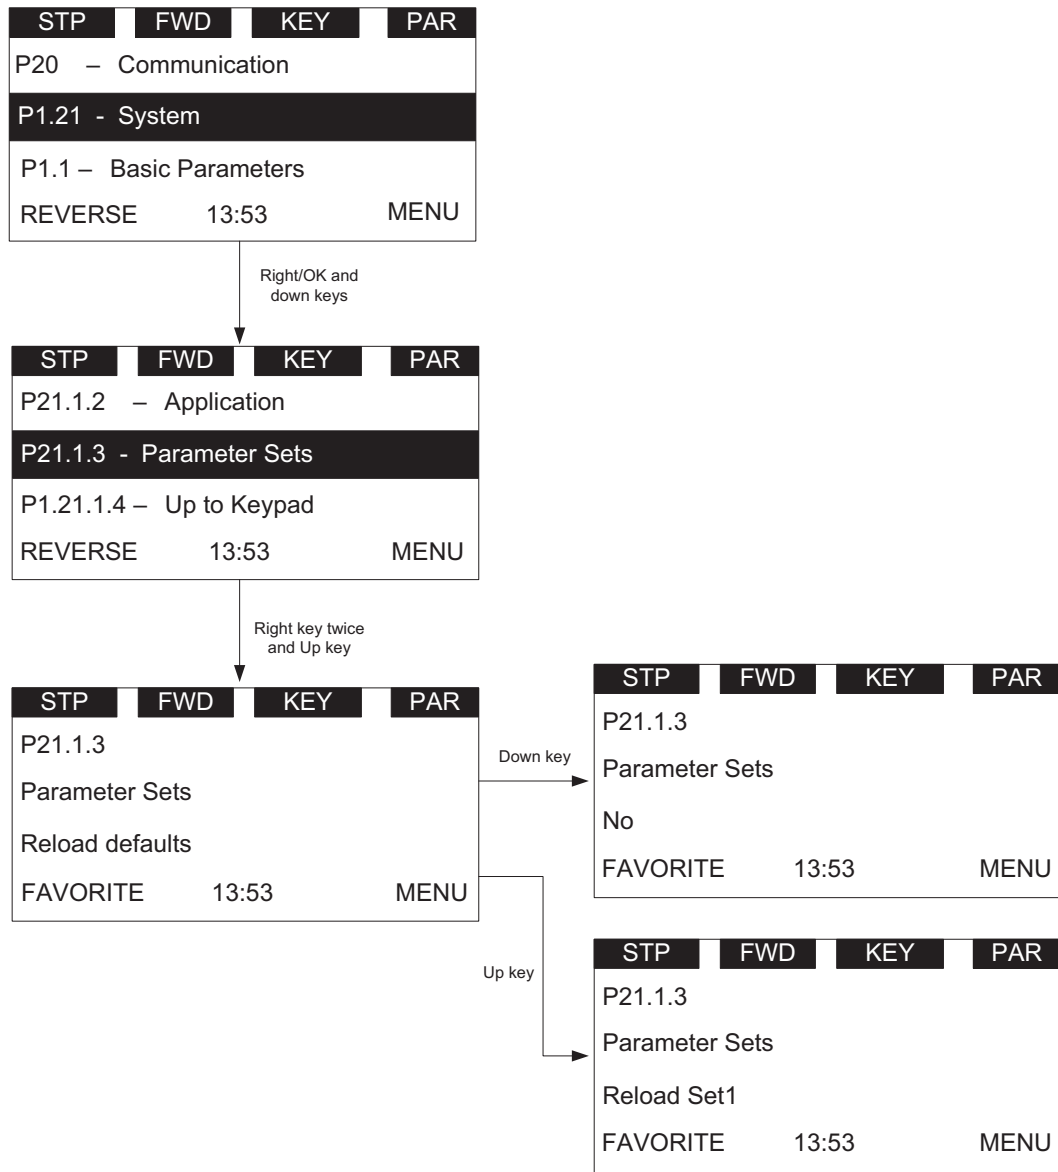 STP FWD KEY PAR
P20 – Communication
P1.21 - System
P1.1 – Basic Parameters
REVERSE 13:53 MENU
Right/OK and
down keys
STP FWD KEY PAR
P21.1.2 – Application
P21.1.3 - Parameter Sets
P1.21.1.4 – Up to Keypad
REVERSE 13:53 MENU
Right key twice
and Up key
STP FWD KEY PAR
P21.1.3
Parameter Sets
Reload defaults
FAVORITE 13:53 MENU
Down key
STP FWD KEY PAR
P21.1.3
Parameter Sets
No
FAVORITE 13:53 MENU
Up key
STP FWD KEY PAR
P21.1.3
Parameter Sets
Reload Set1
FAVORITE 13:53 MENU